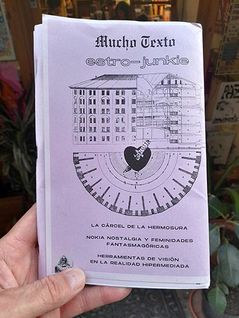 Mucho Texto
estro-junkie
LA CÁRCEL DE LA HERMOSURA
NOKIA NOSTALGIA Y FEMINIDADES
FANTASMAGÓRICAS
HERRAMIENTAS DE VISIÓN
EN LA REALIDAD HIPERMEDIADA